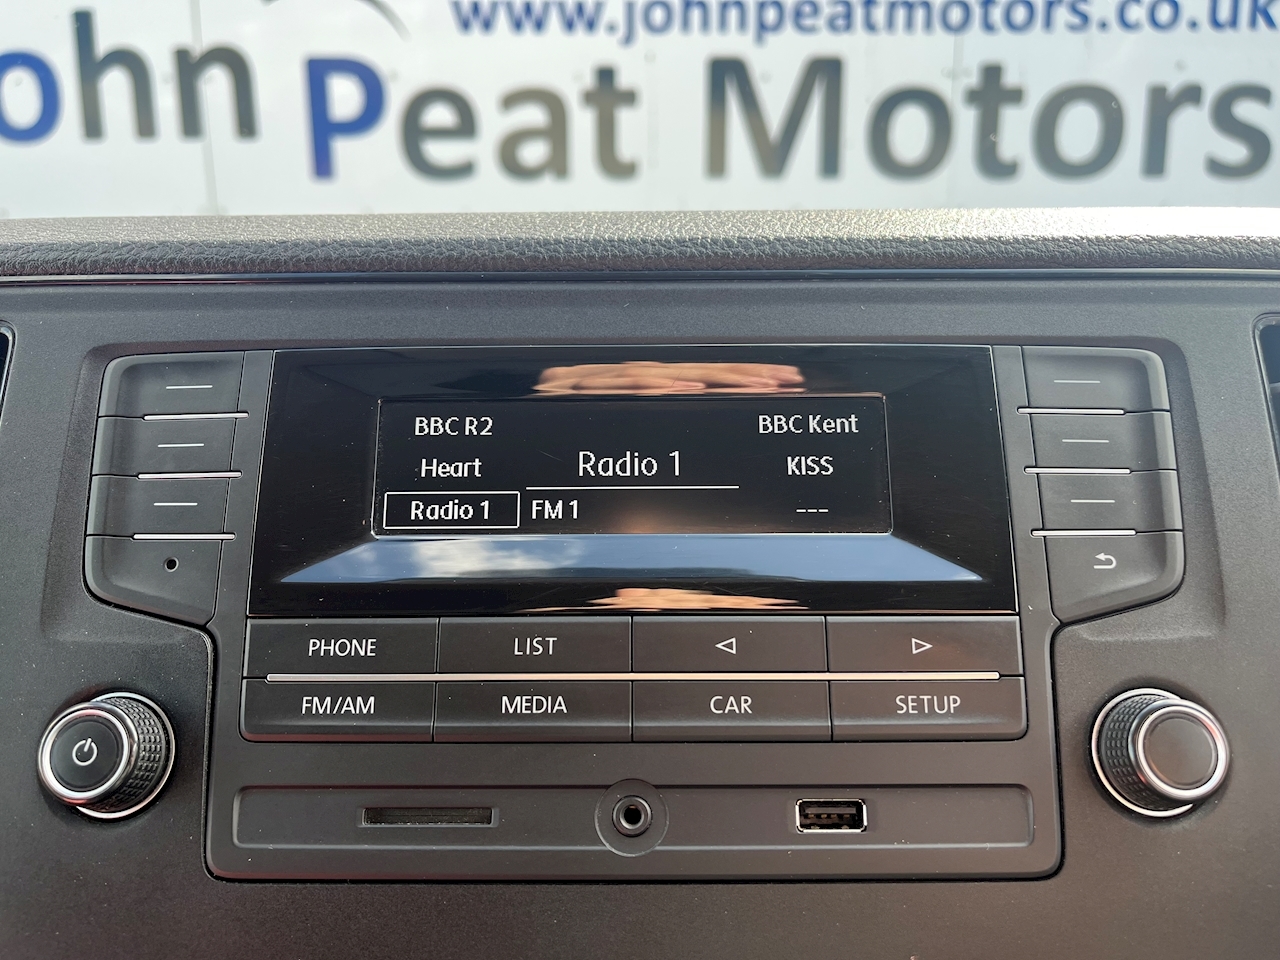 www.johnpeatmotors.co.uk
ohn Peat Motors
BBC R2
BBC Kent
Heart
Radio 1
KISS
Radio 1
FM 1
---
PHONE
LIST
FM/AM
MEDIA
CAR
SETUP